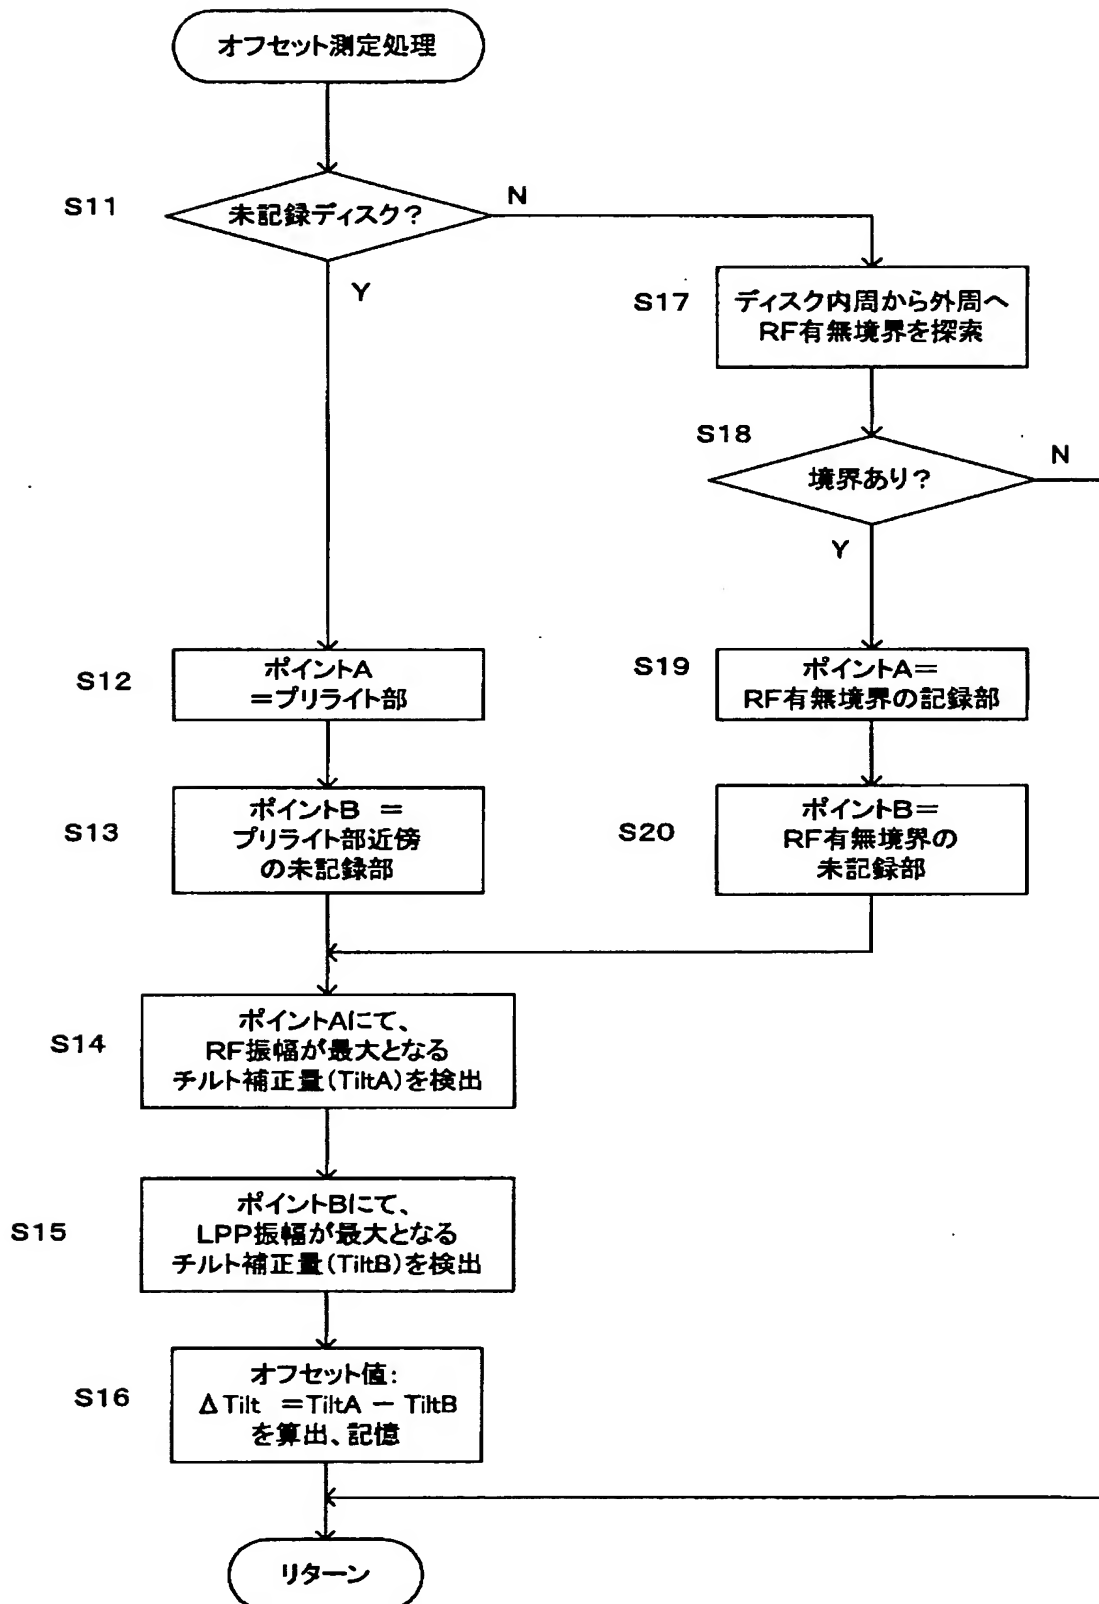 オフセット測定処理
S11
未記録ディスク?
N
Y
S17
ディスク内周から外周へ
RF有無境界を探索
S18
境界あり?
N
Y
S12
ポイントA
=プリライト部
S19
ポイントA=
RF有無境界の記録部
S13
ポイントB =
プリライト部近傍
の未記録部
S20
ポイントB=
RF有無境界の
未記録部
S14
ポイントAにて、
RF振幅が最大となる
チルト補正量(TiltA)を検出
S15
ポイントBにて、
LPP振幅が最大となる
チルト補正量(TiltB)を検出
S16
オフセット値:
ΔTilt =TiltA − TiltB
を算出、記憶
リターン